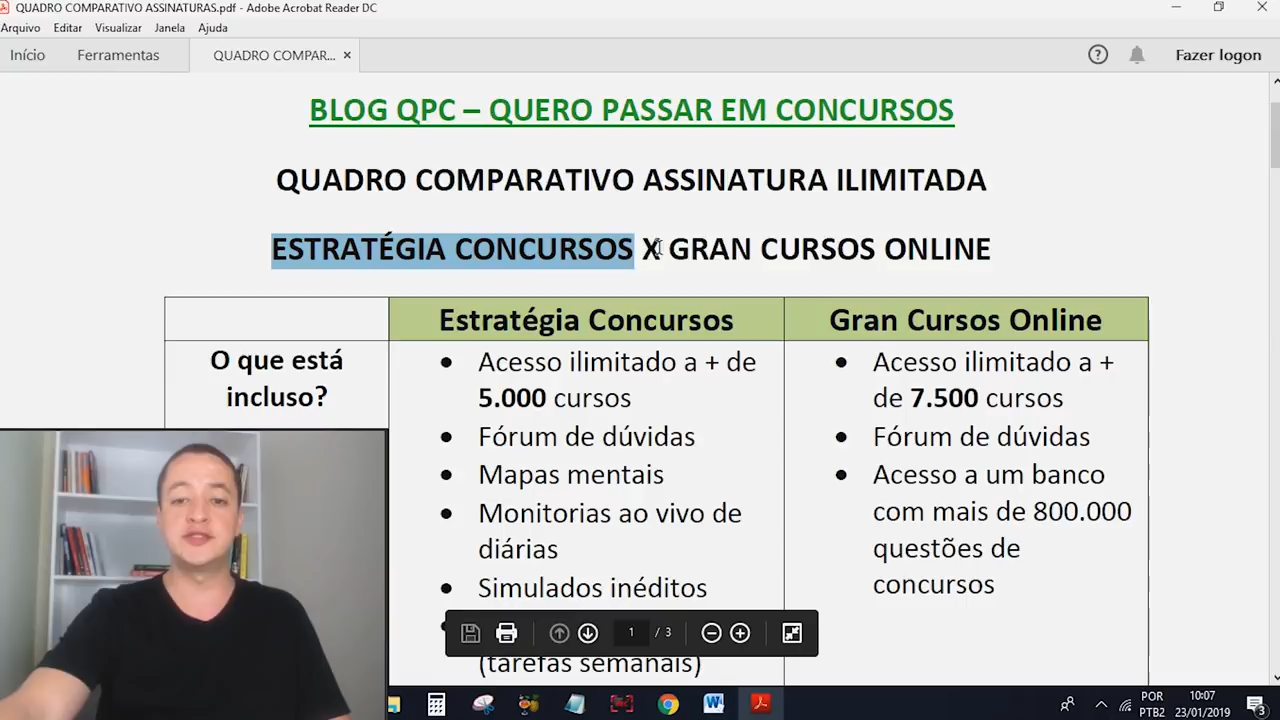 QUADRO COMPARATIVO ASSINATURAS.pdf - Adobe Acrobat Reader DC
Arquivo Editar Visualizar Janela Ajuda
Início Ferramentas QUADRO COMPAR... × Fazer logon
BLOG QPC – QUERO PASSAR EM CONCURSOS
QUADRO COMPARATIVO ASSINATURA ILIMITADA
ESTRATÉGIA CONCURSOS X GRAN CURSOS ONLINE
Estratégia Concursos
Gran Cursos Online
O que está
incluso?
• Acesso ilimitado a + de
5.000 cursos
• Fórum de dúvidas
• Mapas mentais
• Monitorias ao vivo de
diárias
• Simulados inéditos
(tarefas semanais)
• Acesso ilimitado a +
de 7.500 cursos
• Fórum de dúvidas
• Acesso a um banco
com mais de 800.000
questões de
concursos
1 / 3
POR
PTB2
10:07
23/01/2019
3